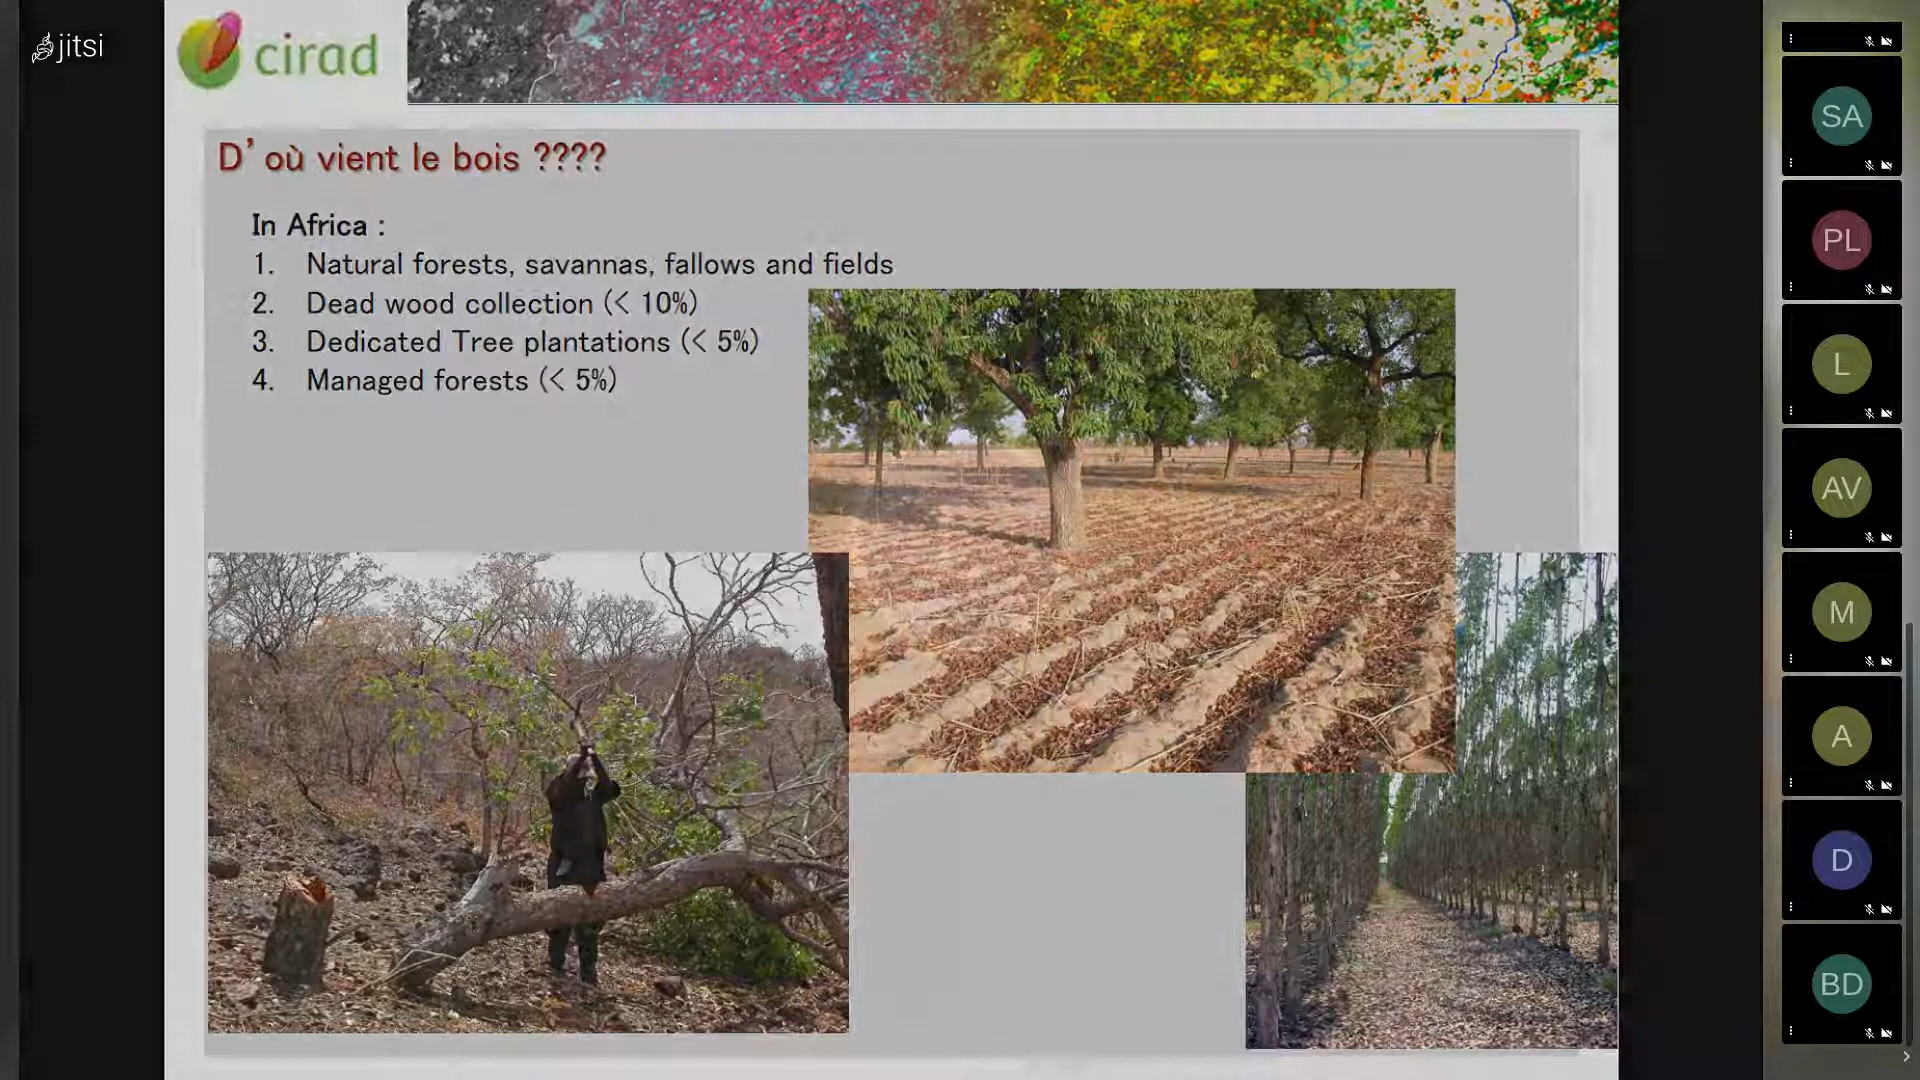 jitsi
cirad
D'où vient le bois ????
In Africa :
1. Natural forests, savannas, fallows and fields
2. Dead wood collection (< 10%)
3. Dedicated Tree plantations (< 5%)
4. Managed forests (< 5%)
SA
PL
L
AV
M
A
D
BD